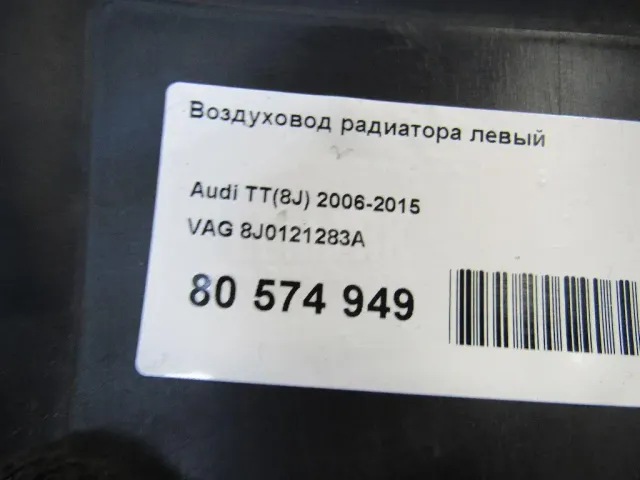 Воздуховод радиатора левый
Audi TT(8J) 2006-2015
VAG 8J0121283A
80 574 949